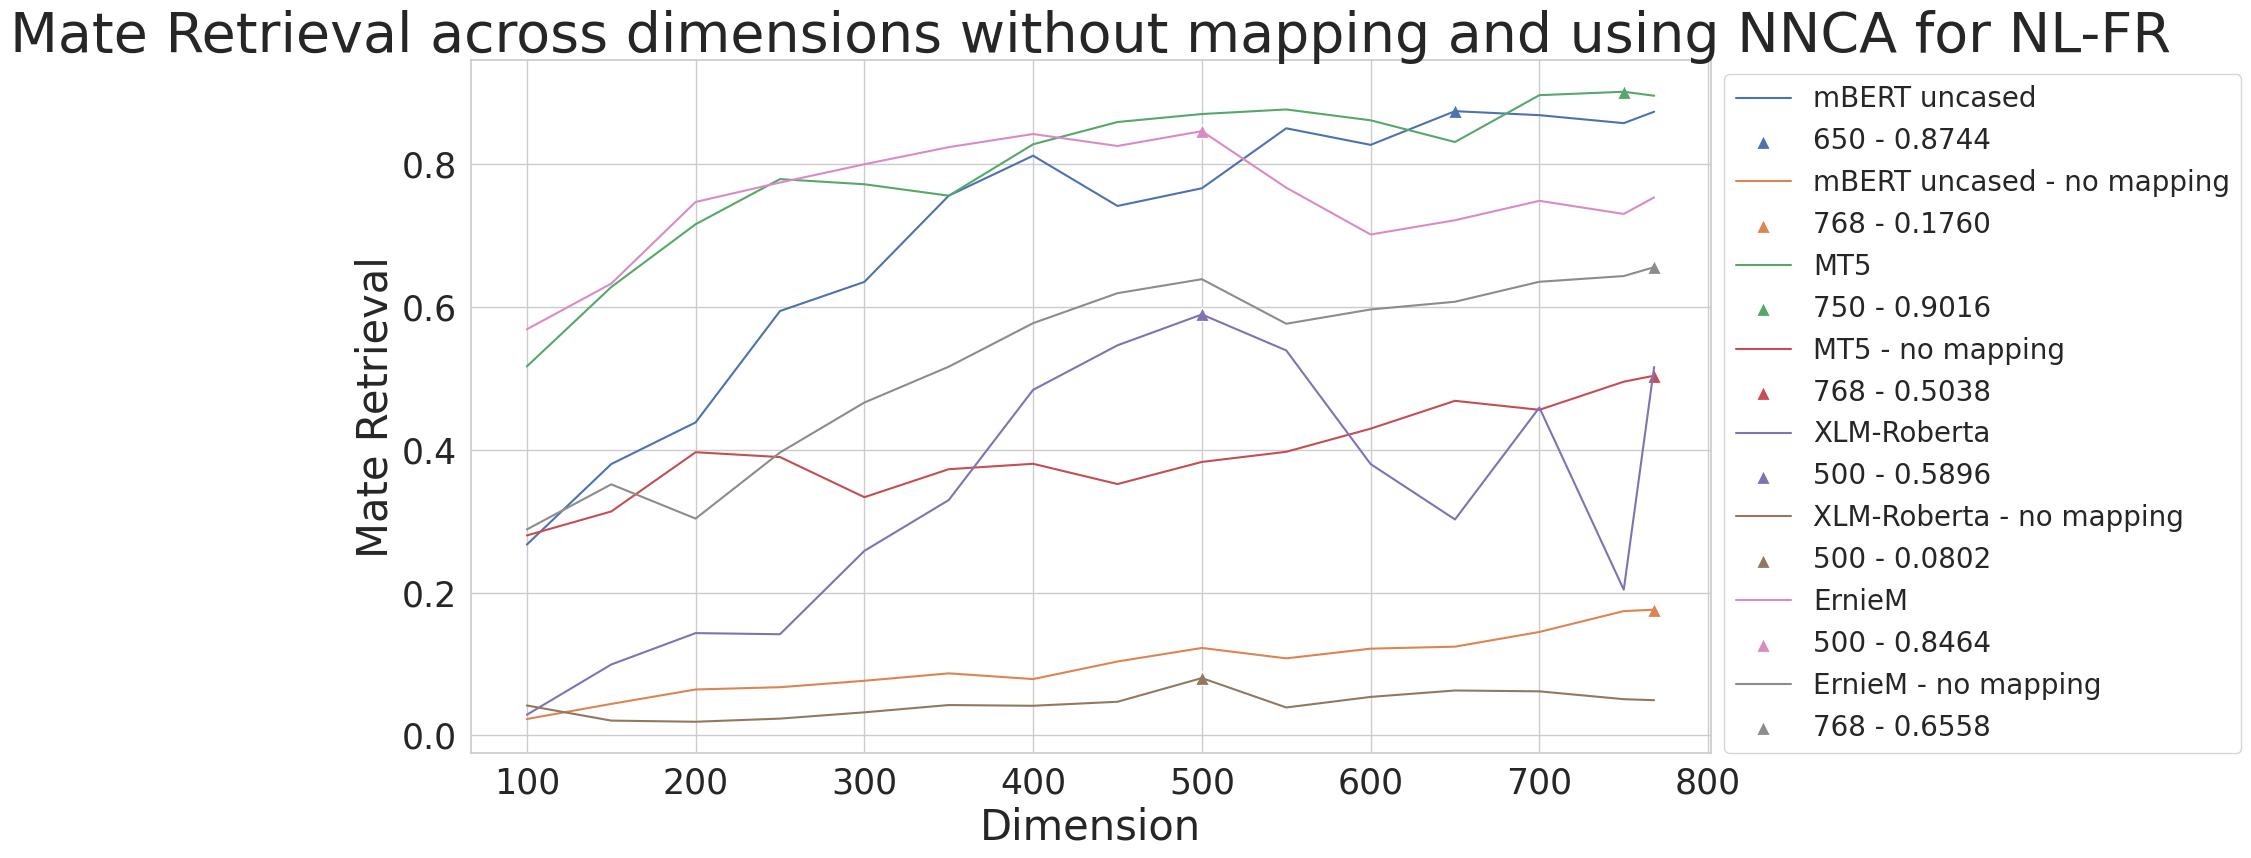 Mate Retrieval across dimensions without mapping and using NNCA for NL-FR
Mate Retrieval
0.8
0.6
0.4
0.2
0.0
100 200 300 400 500 600 700 800
Dimension
mBERT uncased
650 - 0.8744
mBERT uncased - no mapping
768 - 0.1760
MT5
750 - 0.9016
MT5 - no mapping
768 - 0.5038
XLM-Roberta
500 - 0.5896
XLM-Roberta - no mapping
500 - 0.0802
ErnieM
500 - 0.8464
ErnieM - no mapping
768 - 0.6558